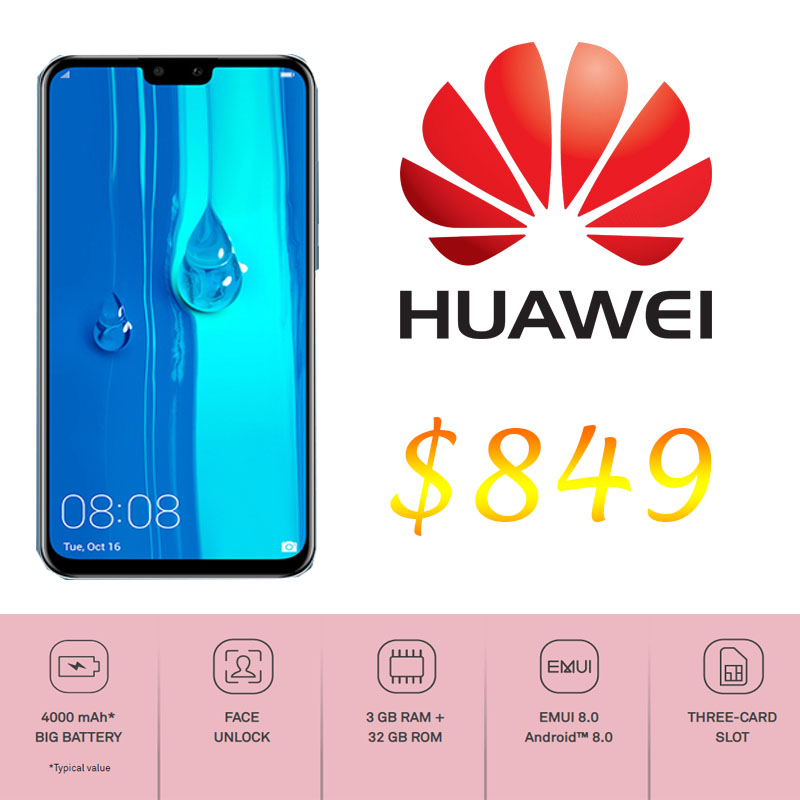 HUAWEI
$849
08:08
Tue, Oct 16
4000 mAh*
BIG BATTERY
*Typical value
FACE
UNLOCK
3 GB RAM +
32 GB ROM
EMUI
EMUI 8.0
Android™ 8.0
THREE-CARD
SLOT